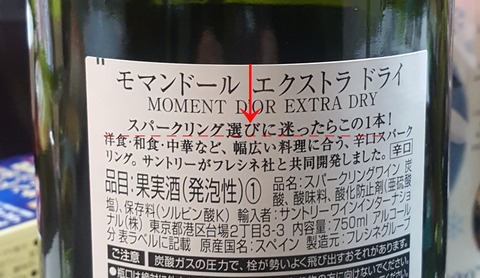 モマンドール エクストラ ドライ
MOMENT D'OR EXTRA DRY
スパークリング選びに迷ったらこの1本!
洋食・和食・中華など、幅広い料理に合う、辛口スパーク
リング。サントリーがフレシネ社と共同開発しました。 辛口
品目:果実酒(発泡性)① 品名:スパークリングワイン 炭
酸、酸味料、酸化防止剤(亜硫酸
塩)、保存料(ソルビン酸K) 輸入者:サントリーワインインターナショ
ナル(株) 東京都港区台場2丁目3-3 内容量:750ml アルコール
分 表ラベルに記載 原産国名:スペイン 製造元:フレシネグループ
炭酸ガスの圧力で、栓が勢いよく飛び出すおそれがあります。